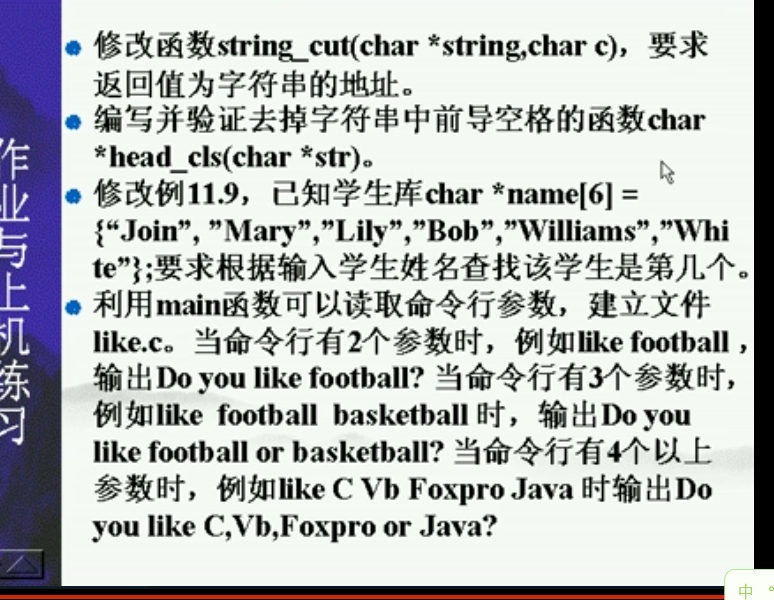 修改函数string_cut(char *string,char c)，要求
返回值为字符串的地址。
编写并验证去掉字符串中前导空格的函数char
*head_cls(char *str)。
修改例11.9，已知学生库char *name[6] =
{“Join”, ”Mary”,”Lily”,”Bob”,”Williams”,”Whi
te”};要求根据输入学生姓名查找该学生是第几个。
利用main函数可以读取命令行参数，建立文件
like.c。当命令行有2个参数时，例如like football ，
输出Do you like football? 当命令行有3个参数时，
例如like football basketball 时，输出Do you
like football or basketball? 当命令行有4个以上
参数时，例如like C Vb Foxpro Java 时输出Do
you like C,Vb,Foxpro or Java?
作业与上机练习
中 °